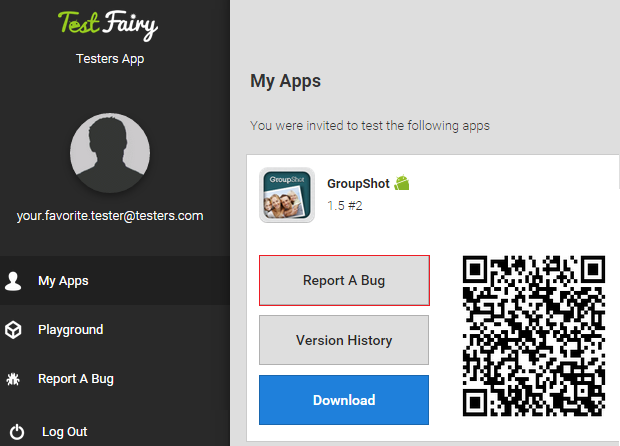 Test Fairy
Testers App
your.favorite.tester@testers.com
My Apps
Playground
Report A Bug
Log Out
My Apps
You were invited to test the following apps
GroupShot
GroupShot
1.5 #2
Report A Bug
Version History
Download